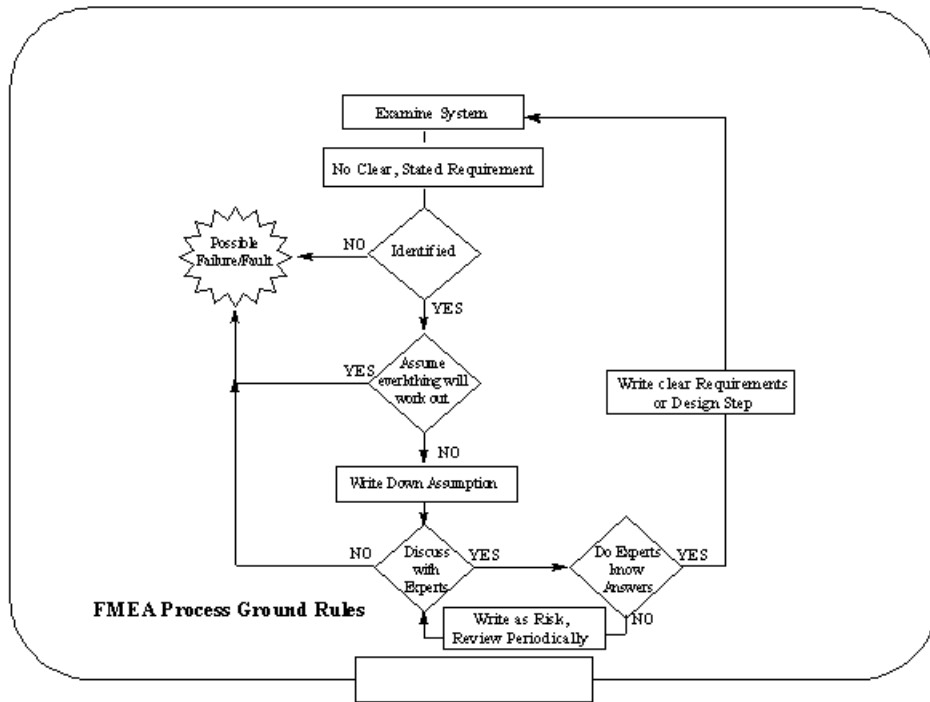 Examine System
No Clear, Stated Requirement
Possible
Failure/Fault
NO
Identified
YES
YES
Assume
everlthing will
work out
Write clear Requirements
or Design Step
NO
Write Down Assumption
NO
Discuss
with
Experts
YES
Do Experts
know
Answers
YES
FMEA Process Ground Rules
Write as Risk,
Review Periodically
NO